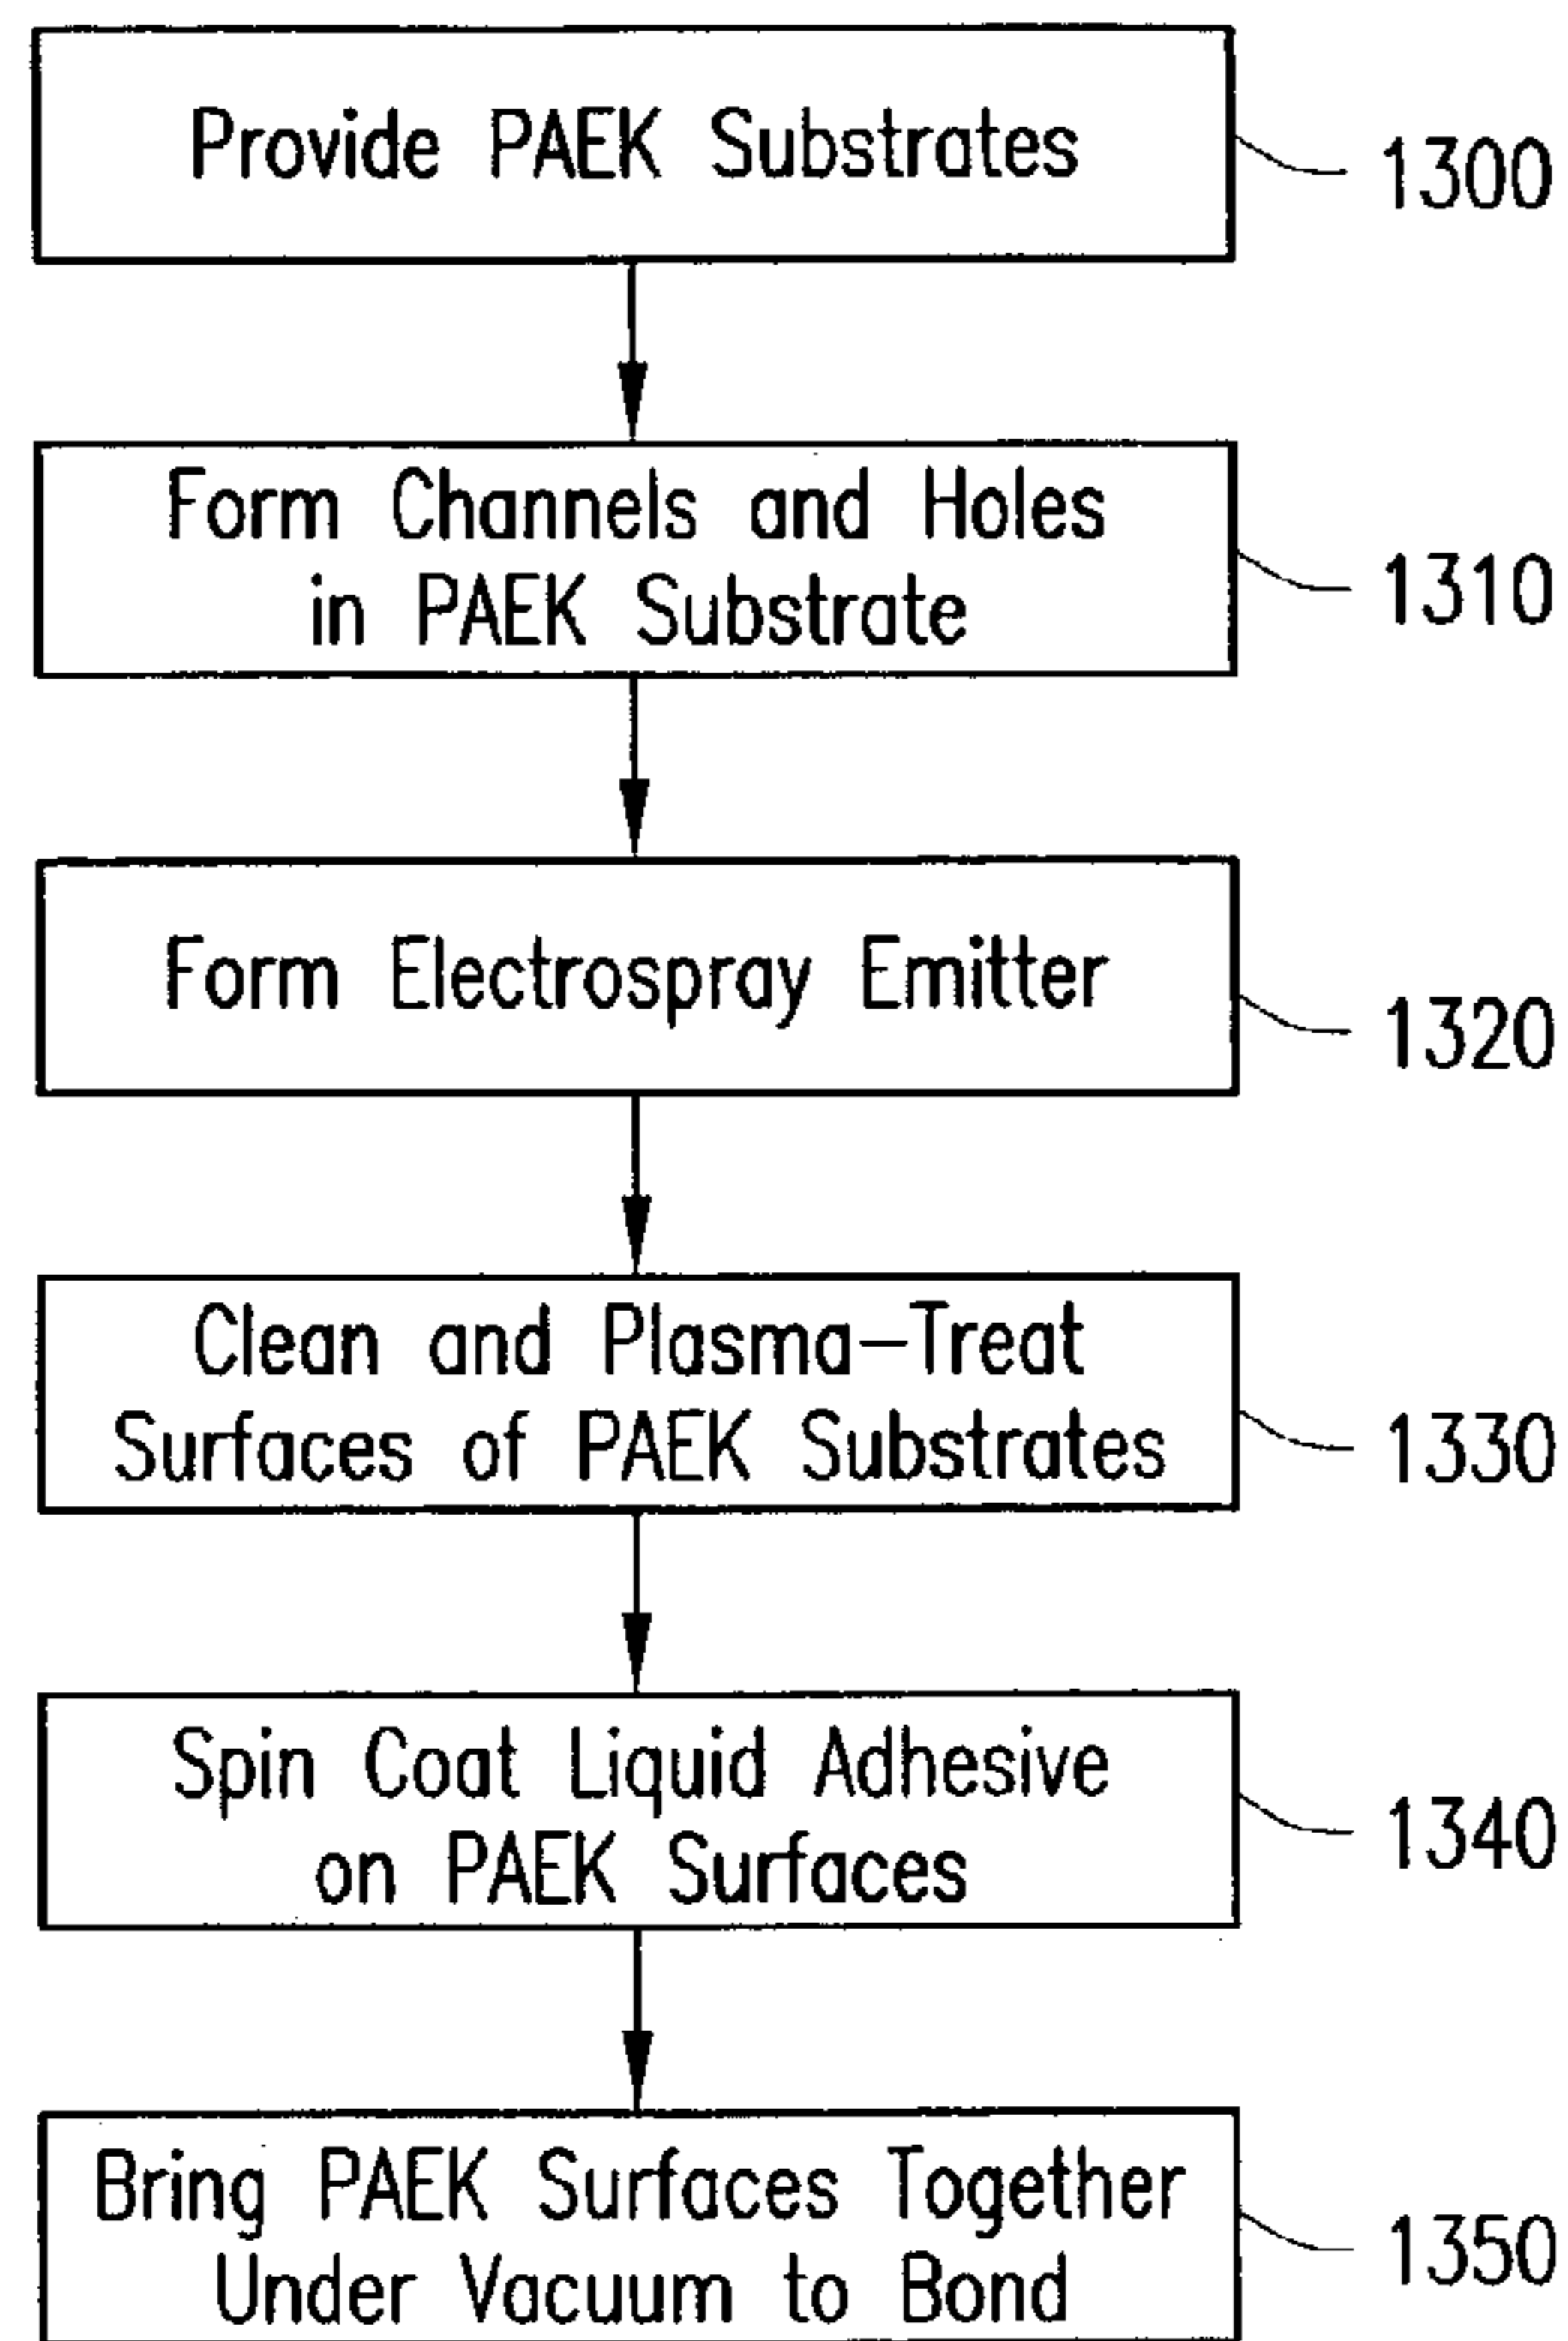 Provide PAEK Substrates
1300
Form Channels and Holes
in PAEK Substrate
1310
Form Electrospray Emitter
1320
Clean and Plasma-Treat
Surfaces of PAEK Substrates
1330
Spin Coat Liquid Adhesive
on PAEK Surfaces
1340
Bring PAEK Surfaces Together
Under Vacuum to Bond
1350